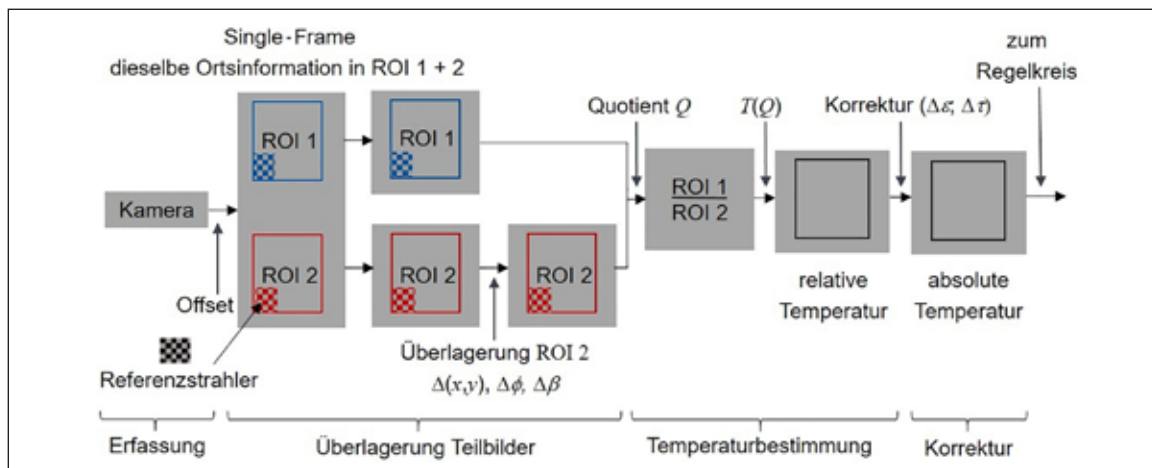 Single-Frame
dieselbe Ortsinformation in ROI 1 + 2
zum
Regelkreis
Quotient Q
T(Q)
Korrektur (Δε; Δτ)
ROI 1
ROI 1
Kamera
ROI 1
ROI 2
ROI 2
ROI 2
ROI 2
Offset
relative
Temperatur
absolute
Temperatur
Überlagerung ROI 2
Δ(x,y), Δϕ, Δβ
Referenzstrahler
Erfassung
Überlagerung Teilbilder
Temperaturbestimmung
Korrektur